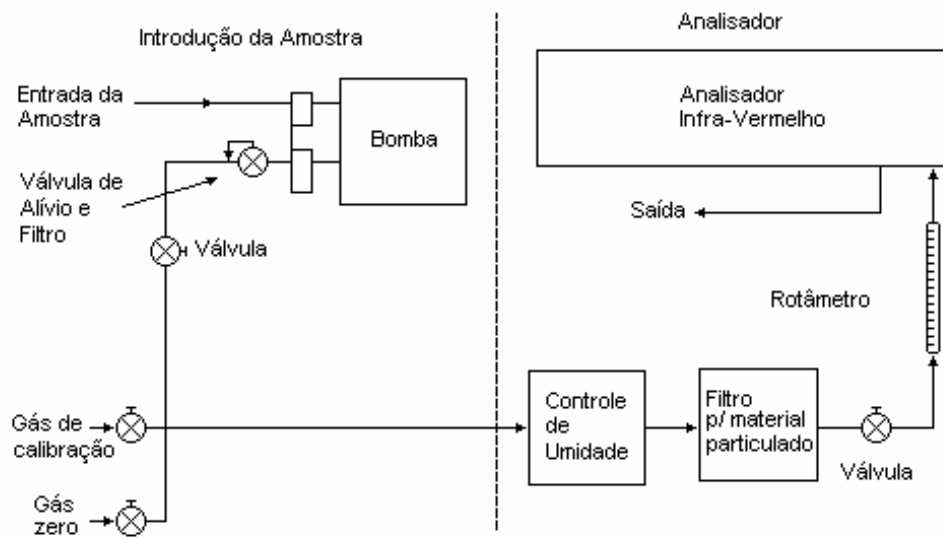 Introdução da Amostra
Entrada da
Amostra
Bomba
Válvula de
Alívio e
Filtro
Válvula
Gás de
calibração
Gás
zero
Analisador
Analisador
Infra-Vermelho
Saída
Rotâmetro
Controle
de
Umidade
Filtro
p/ material
particulado
Válvula